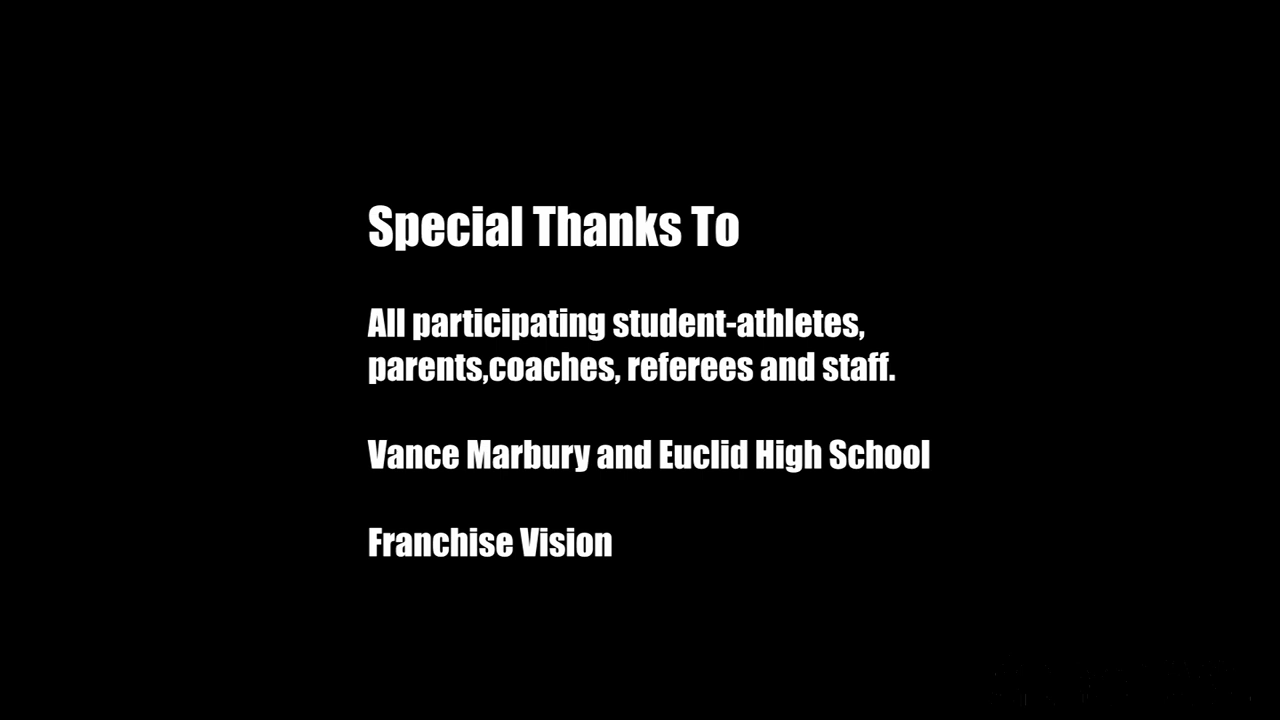 Special Thanks To
All participating student-athletes,
parents,coaches, referees and staff.
Vance Marbury and Euclid High School
Franchise Vision